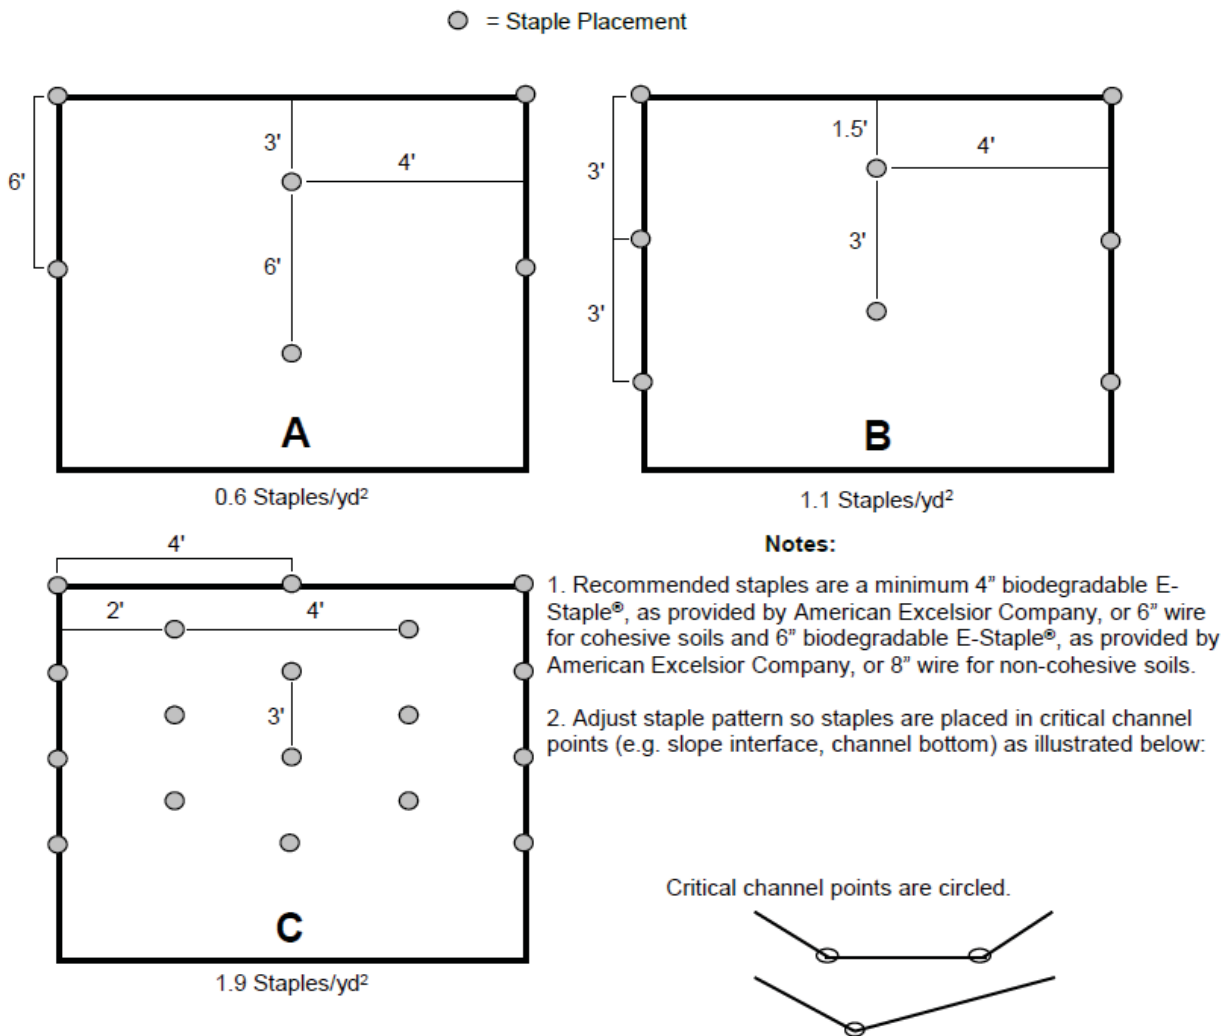 = Staple Placement
3'
4'
6'
6'
A
0.6 Staples/yd²
1.5'
4'
3'
3'
3'
B
1.1 Staples/yd²
4'
2'
4'
3'
C
1.9 Staples/yd²
Notes:
1. Recommended staples are a minimum 4” biodegradable E-
Staple®, as provided by American Excelsior Company, or 6” wire
for cohesive soils and 6” biodegradable E-Staple®, as provided by
American Excelsior Company, or 8” wire for non-cohesive soils.
2. Adjust staple pattern so staples are placed in critical channel
points (e.g. slope interface, channel bottom) as illustrated below:
Critical channel points are circled.